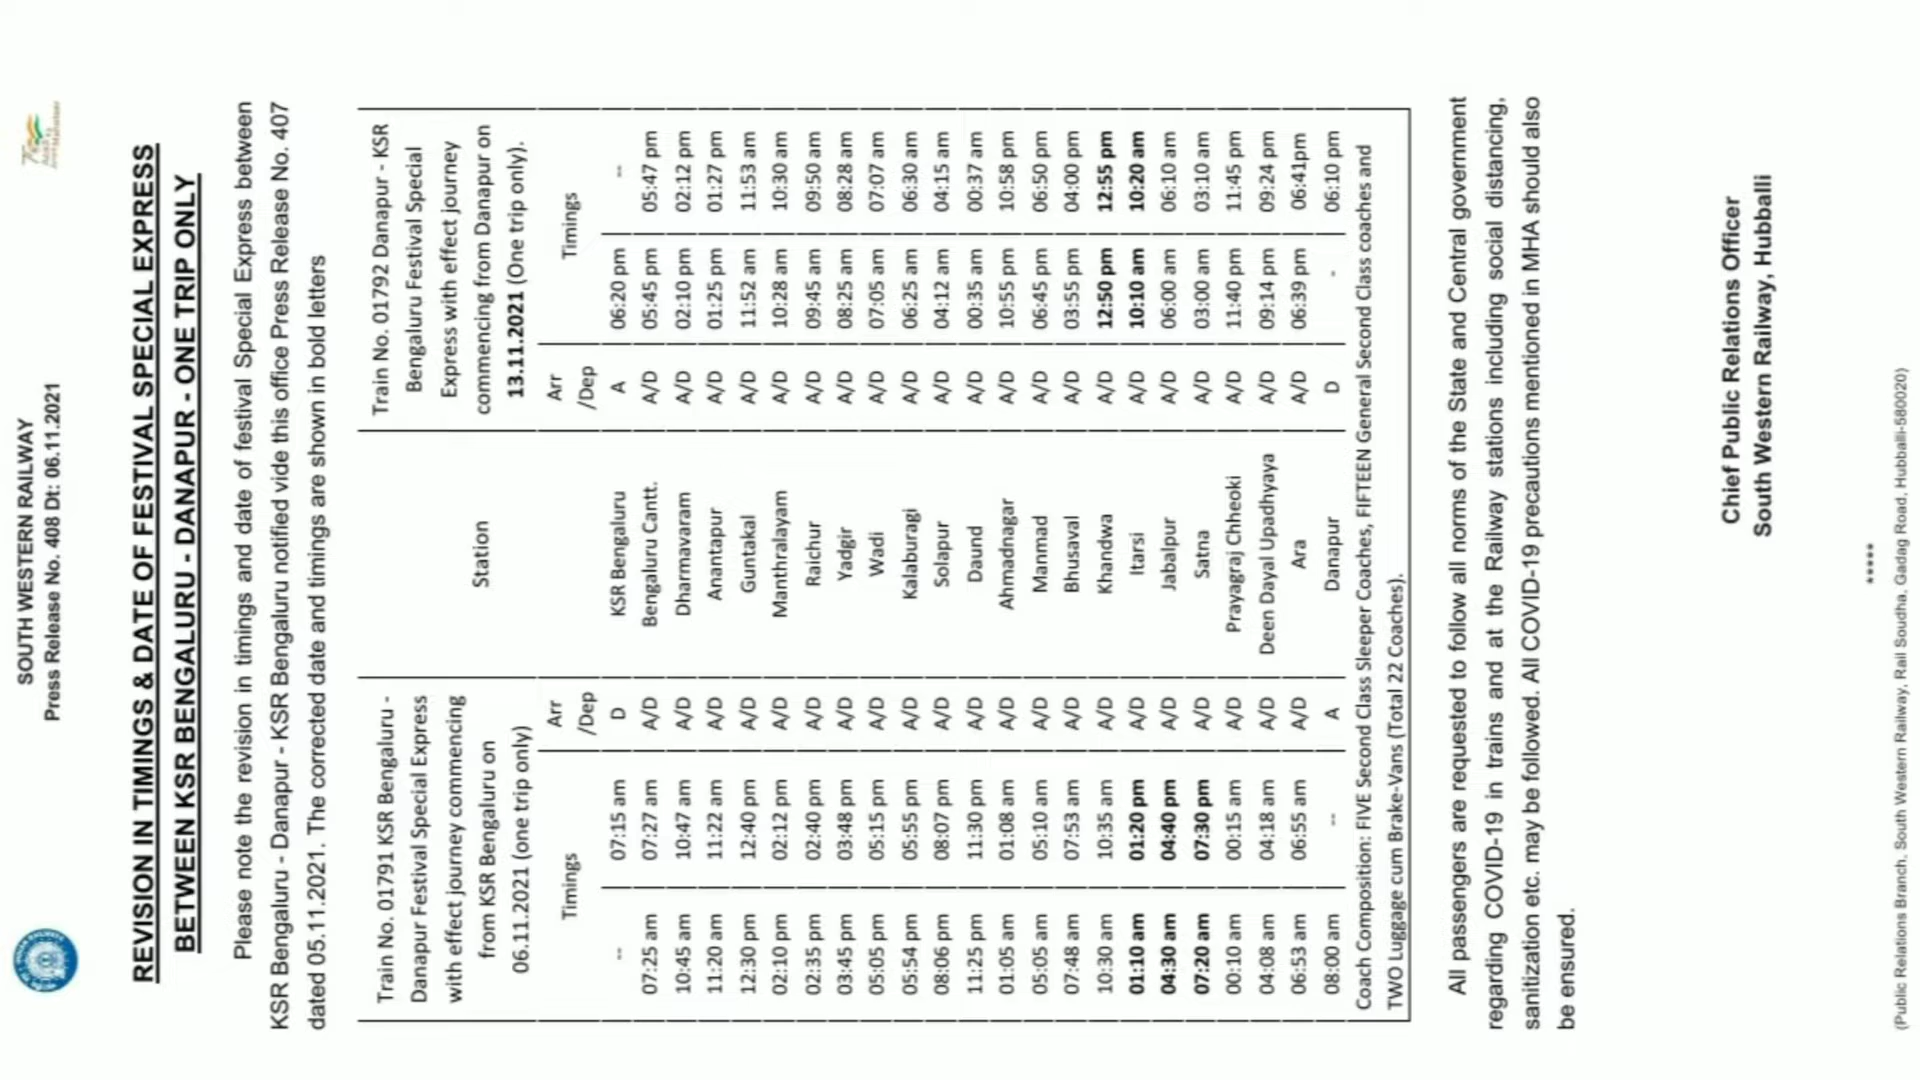 SOUTH WESTERN RAILWAY
Press Release No. 408 Dt: 06.11.2021
REVISION IN TIMINGS & DATE OF FESTIVAL SPECIAL EXPRESS
BETWEEN KSR BENGALURU - DANAPUR - ONE TRIP ONLY
Please note the revision in timings and date of festival Special Express between
KSR Bengaluru - Danapur - KSR Bengaluru notified vide this office Press Release No. 407
dated 05.11.2021. The corrected date and timings are shown in bold letters
Train No. 01791 KSR Bengaluru -
Danapur Festival Special Express
with effect journey commencing
from KSR Bengaluru on
06.11.2021 (one trip only)
Station
Train No. 01792 Danapur - KSR
Bengaluru Festival Special
Express with effect journey
commencing from Danapur on
13.11.2021 (One trip only).
Timings Arr /Dep Arr /Dep Timings
-- 07:15 am D KSR Bengaluru A 06:20 pm --
07:25 am 07:27 am A/D Bengaluru Cantt. A/D 05:45 pm 05:47 pm
10:45 am 10:47 am A/D Dharmavaram A/D 02:10 pm 02:12 pm
11:20 am 11:22 am A/D Anantapur A/D 01:25 pm 01:27 pm
12:30 pm 12:40 pm A/D Guntakal A/D 11:52 am 11:53 am
02:10 pm 02:12 pm A/D Manthralayam A/D 10:28 am 10:30 am
02:35 pm 02:40 pm A/D Raichur A/D 09:45 am 09:50 am
03:45 pm 03:48 pm A/D Yadgir A/D 08:25 am 08:28 am
05:05 pm 05:15 pm A/D Wadi A/D 07:05 am 07:07 am
05:54 pm 05:55 pm A/D Kalaburagi A/D 06:25 am 06:30 am
08:06 pm 08:07 pm A/D Solapur A/D 04:12 am 04:15 am
11:25 pm 11:30 pm A/D Daund A/D 00:35 am 00:37 am
01:05 am 01:08 am A/D Ahmadnagar A/D 10:55 pm 10:58 pm
05:05 am 05:10 am A/D Manmad A/D 06:45 pm 06:50 pm
07:48 am 07:53 am A/D Bhusaval A/D 03:55 pm 04:00 pm
10:30 am 10:35 am A/D Khandwa A/D 12:50 pm 12:55 pm
01:10 am 01:20 pm A/D Itarsi A/D 10:10 am 10:20 am
04:30 am 04:40 pm A/D Jabalpur A/D 06:00 am 06:10 am
07:20 am 07:30 pm A/D Satna A/D 03:00 am 03:10 am
00:10 am 00:15 am A/D Prayagraj Chheoki A/D 11:40 pm 11:45 pm
04:08 am 04:18 am A/D Deen Dayal Upadhyaya A/D 09:14 pm 09:24 pm
06:53 am 06:55 am A/D Ara A/D 06:39 pm 06:41pm
08:00 am -- A Danapur D - 06:10 pm
Coach Composition: FIVE Second Class Sleeper Coaches, FIFTEEN General Second Class coaches and
TWO Luggage cum Brake-Vans (Total 22 Coaches).
All passengers are requested to follow all norms of the State and Central government
regarding COVID-19 in trains and at the Railway stations including social distancing,
sanitization etc. may be followed. All COVID-19 precautions mentioned in MHA should also
be ensured.
Chief Public Relations Officer
South Western Railway, Hubballi
*****
(Public Relations Branch, South Western Railway, Rail Soudha, Gadag Road, Hubballi-580020)